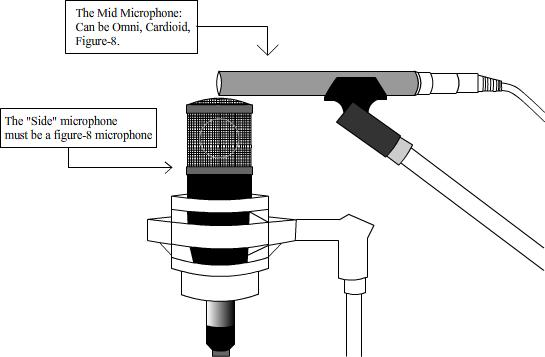 The Mid Microphone:
Can be Omni, Cardioid,
Figure-8.
The "Side" microphone
must be a figure-8 microphone